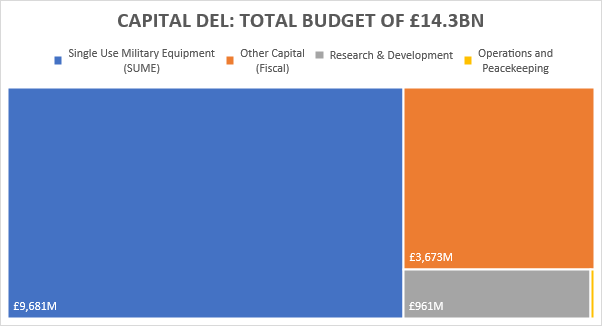 CAPITAL DEL: TOTAL BUDGET OF £14.3BN
Single Use Military Equipment
(SUME)
Other Capital
(Fiscal)
Research & Development
Operations and
Peacekeeping
£9,681M
£3,673M
£961M